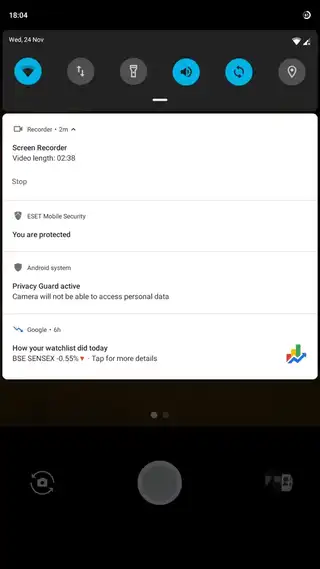 18:04
Wed, 24 Nov
Recorder • 2m
Screen Recorder
Video length: 02:38
Stop
ESET Mobile Security
You are protected
Android system
Privacy Guard active
Camera will not be able to access personal data
Google • 6h
How your watchlist did today
BSE SENSEX -0.55%▼ · Tap for more details